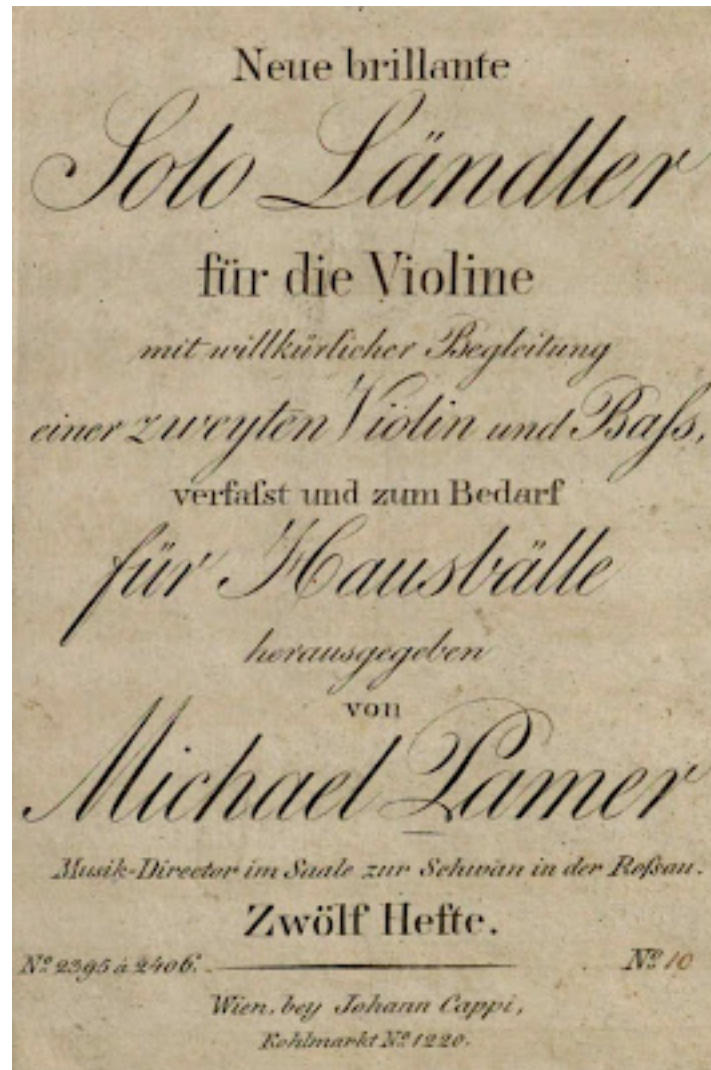 Neue brillante
Solo Ländler
für die Violine
mit willkürlicher Begleitung
einer zweyten Violin und Baſs,
verfaſst und zum Bedarf
für Hausbälle
herausgegeben
von
Michael Pamer
Musik-Director im Saale zur Schwan in der Roſsau.
Zwölf Hefte.
Nº 2395 à 2406. Nº 10
Wien, bey Johann Cappi,
Kohlmarkt Nº 1220.